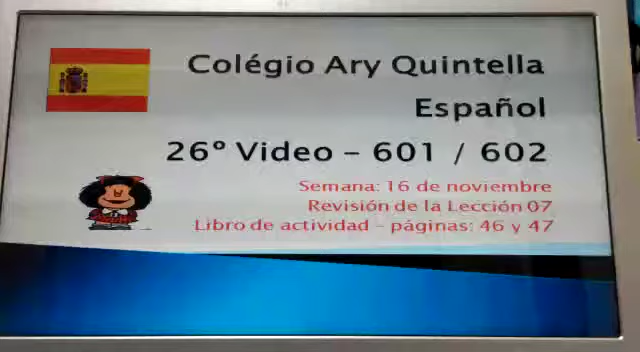 Colégio Ary Quintella
Español
26º Video – 601 / 602
Semana: 16 de noviembre
Revisión de la Lección 07
Libro de actividad – páginas: 46 y 47